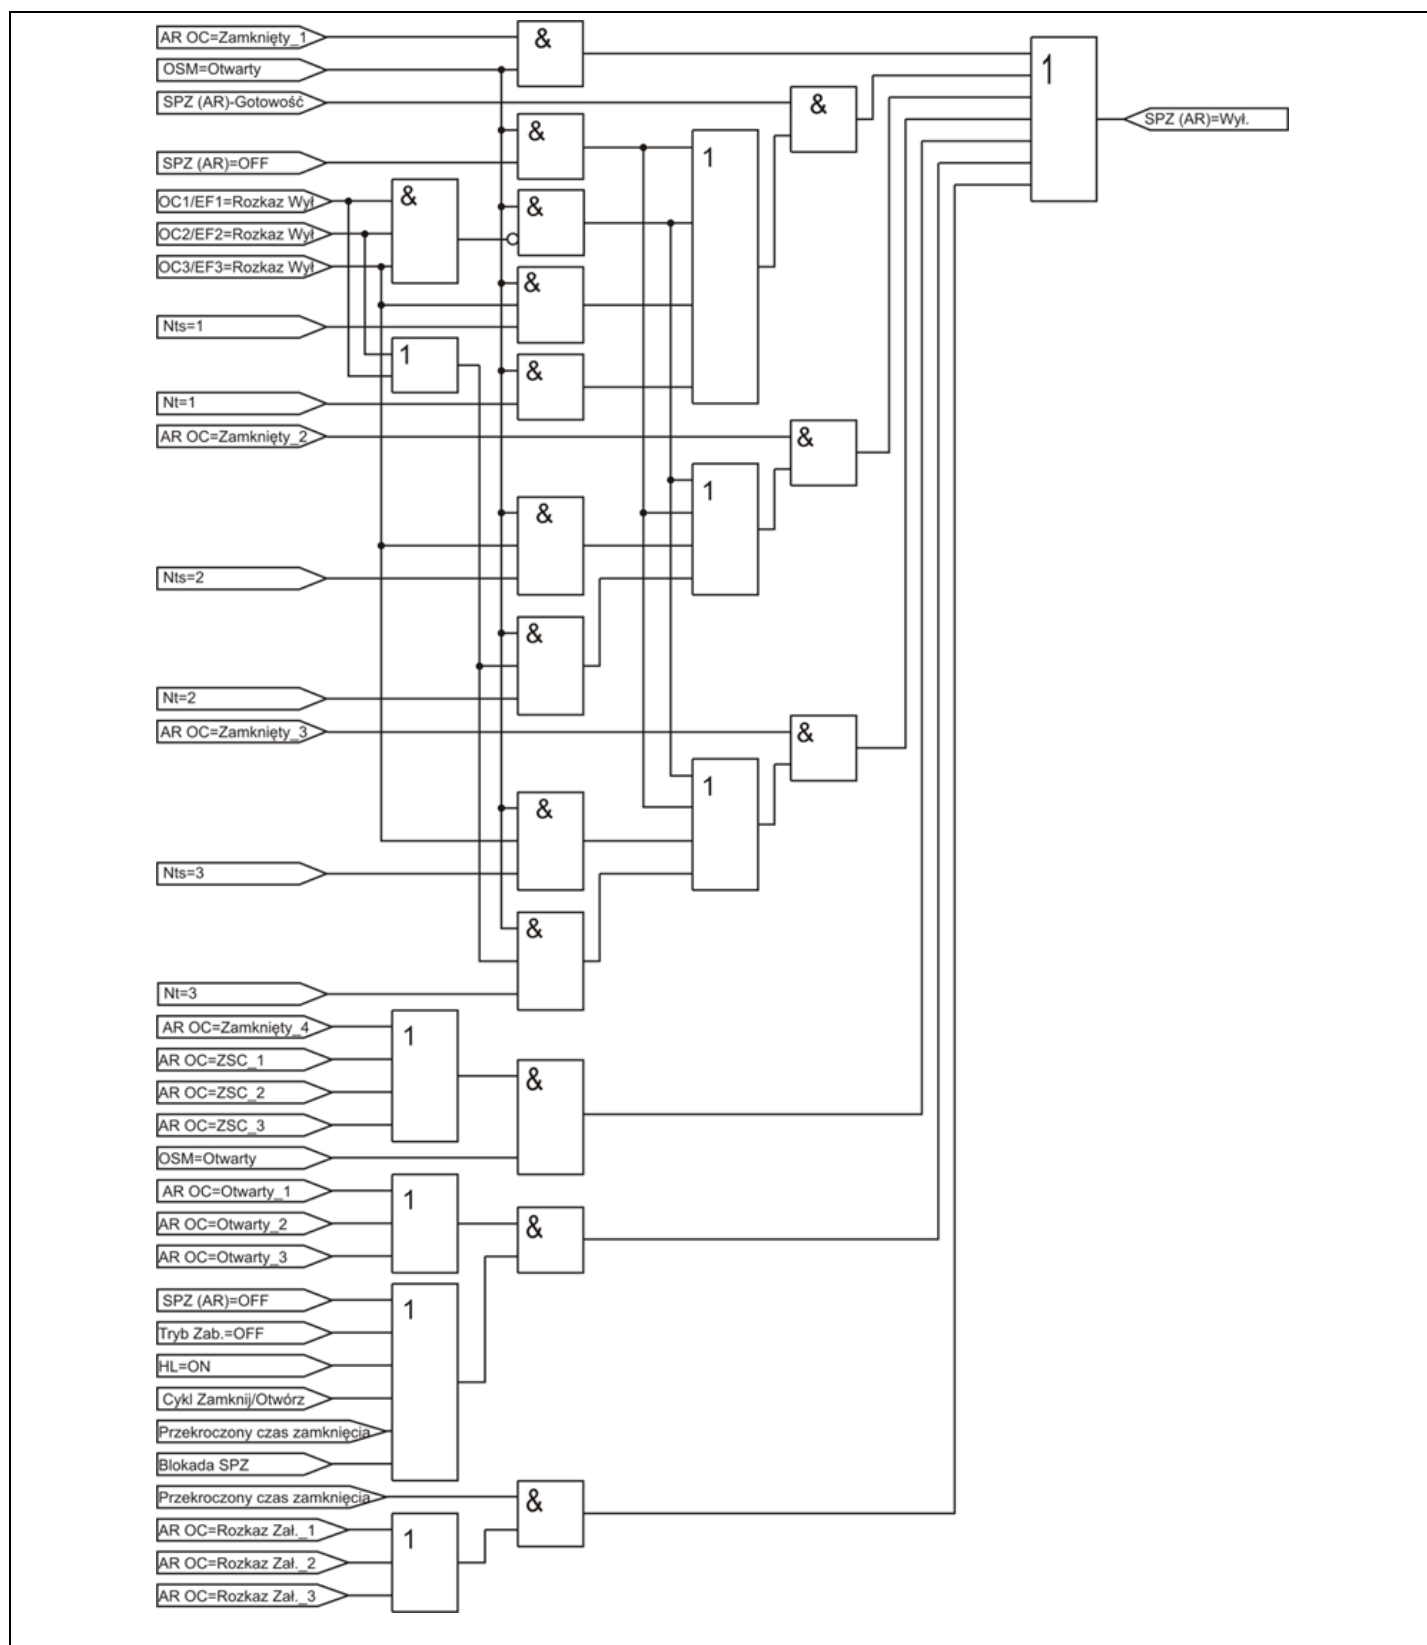 AR OC=Zamknięty_1
&
OSM=Otwarty
1
SPZ (AR)-Gotowość
&
SPZ (AR)=Wył.
&
1
SPZ (AR)=OFF
OC1/EF1=Rozkaz Wył
&
&
OC2/EF2=Rozkaz Wył
OC3/EF3=Rozkaz Wył
&
Nts=1
1
&
Nt=1
AR OC=Zamknięty_2
&
1
&
Nts=2
&
Nt=2
AR OC=Zamknięty_3
&
1
&
Nts=3
&
Nt=3
AR OC=Zamknięty_4
1
AR OC=ZSC_1
&
AR OC=ZSC_2
AR OC=ZSC_3
OSM=Otwarty
AR OC=Otwarty_1
1
AR OC=Otwarty_2
&
AR OC=Otwarty_3
SPZ (AR)=OFF
1
Tryb Zab.=OFF
HL=ON
Cykl Zamknij/Otwórz
Przekroczony czas zamknięcia
Blokada SPZ
Przekroczony czas zamknięcia
&
AR OC=Rozkaz Zał._1
1
AR OC=Rozkaz Zał._2
AR OC=Rozkaz Zał._3